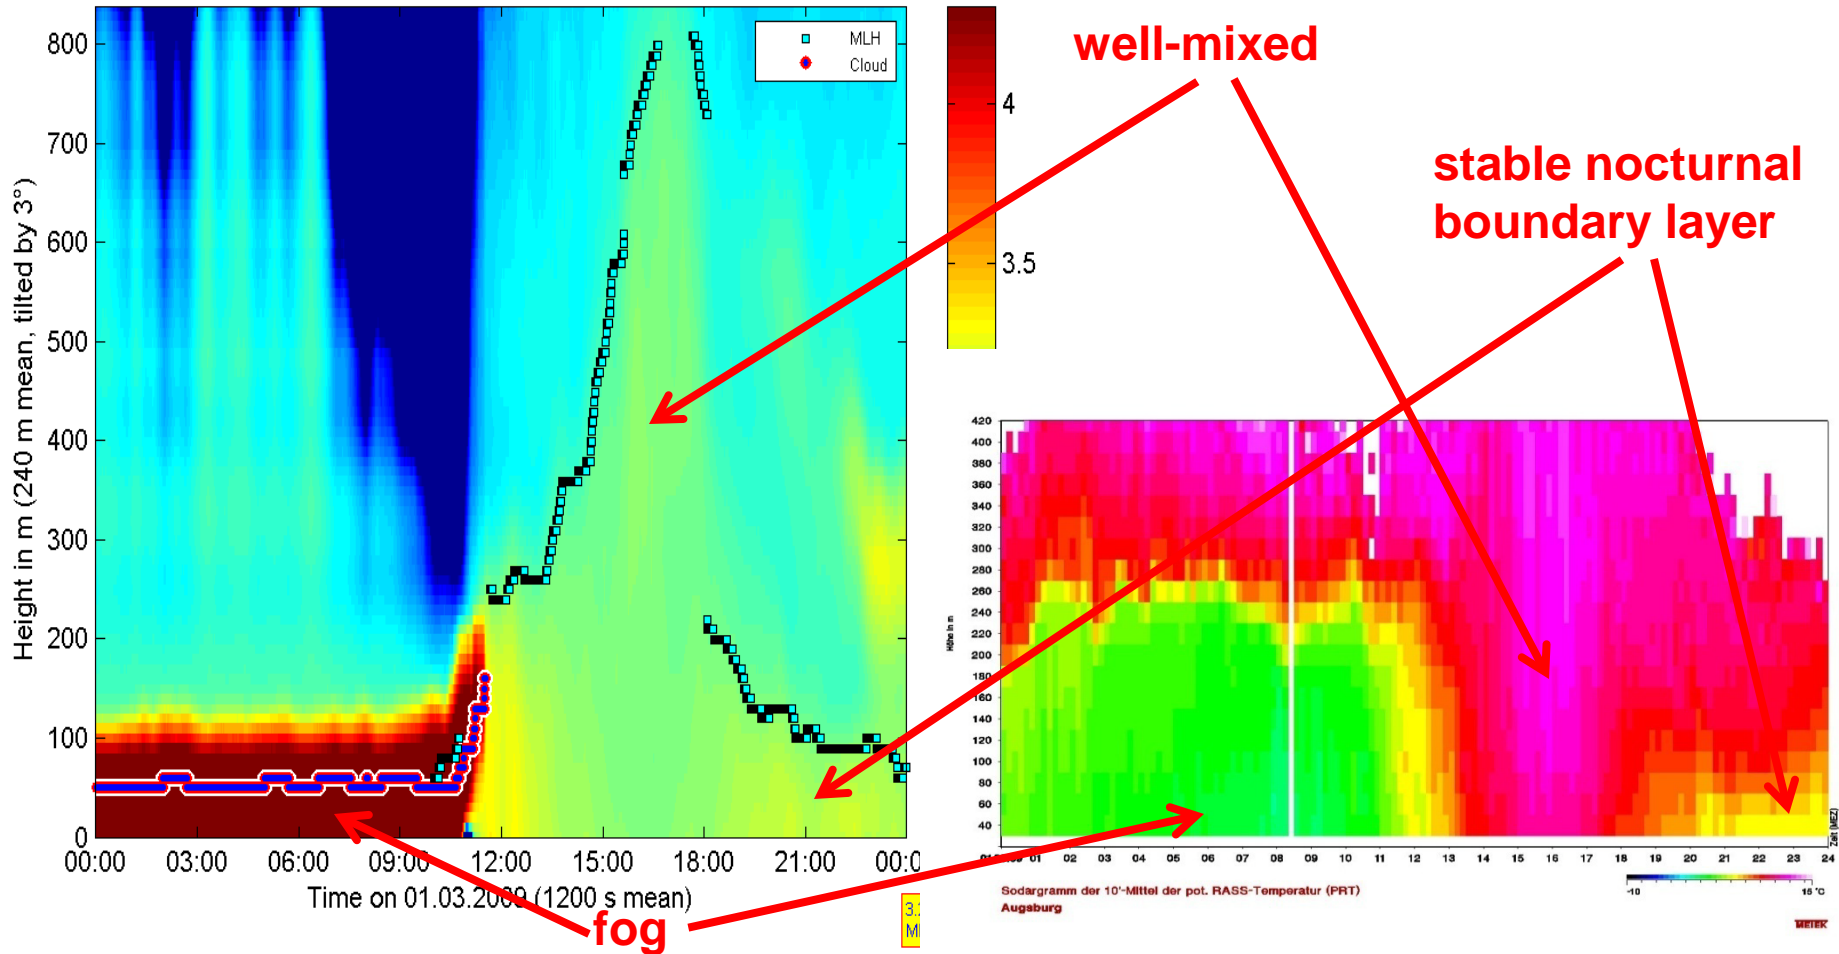 800
700
600
500
400
300
200
100
0
Height in m (240 m mean, tilted by 3°)
MLH
Cloud
00:00 03:00 06:00 09:00 12:00 15:00 18:00 21:00 00:0
Time on 01.03.2009 (1200 s mean)
4
3.5
well-mixed
stable nocturnal
boundary layer
fog
420
400
380
360
340
320
300
280
260
240
220
200
180
160
140
120
100
80
60
40
Höhe in m
01 02 03 04 05 06 07 08 09 10 11 12 13 14 15 16 17 18 19 20 21 22 23 24
Zeit (MEZ)
-10 15 °C
Sodargramm der 10'-Mittel der pot. RASS-Temperatur (PRT)
Augsburg
METEK